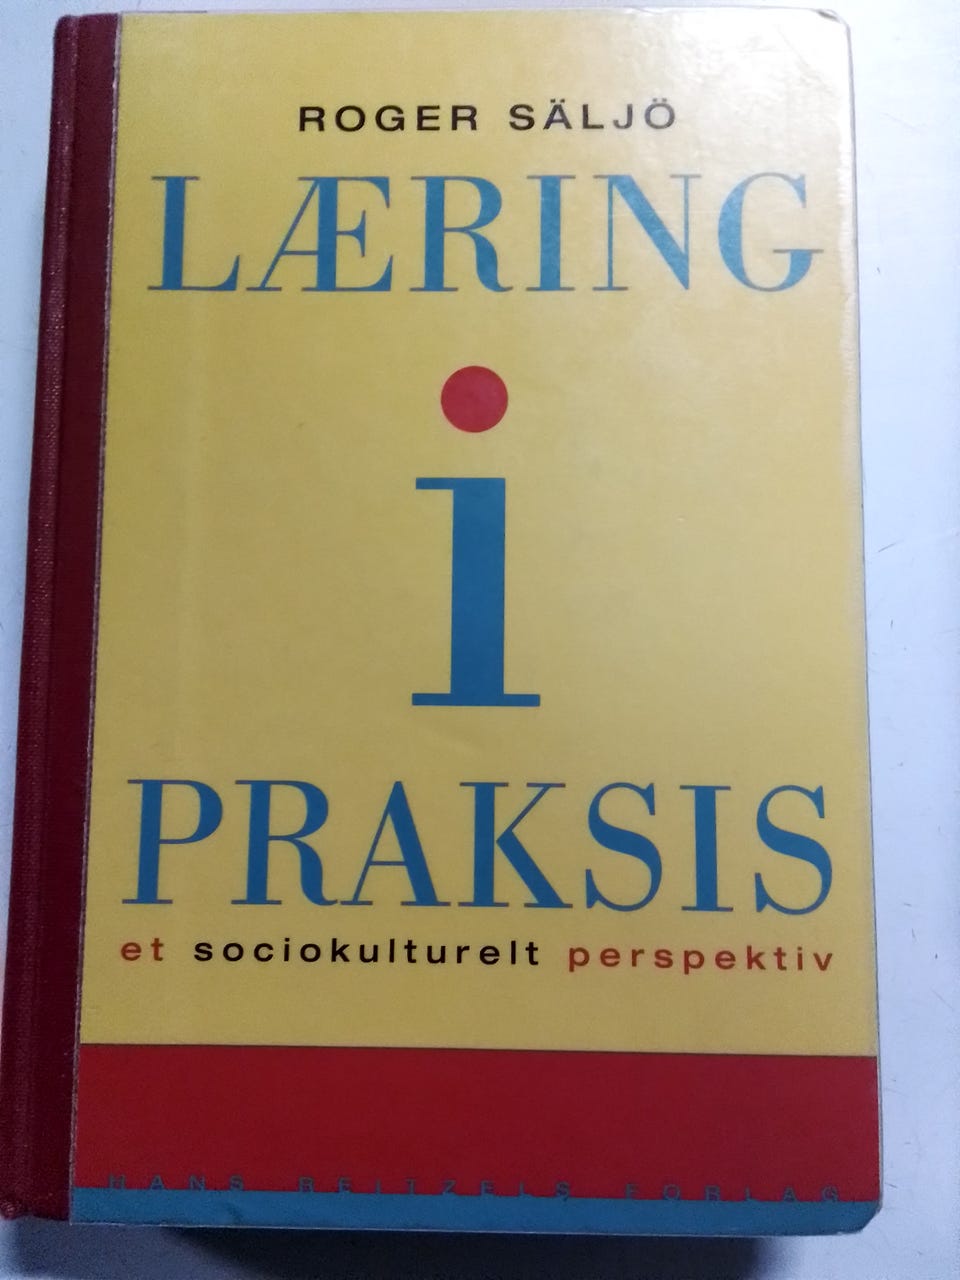 ROGER SÄLJÖ
LÆRING
i
PRAKSIS
et sociokulturelt perspektiv
HANS REITZELS FORLAG